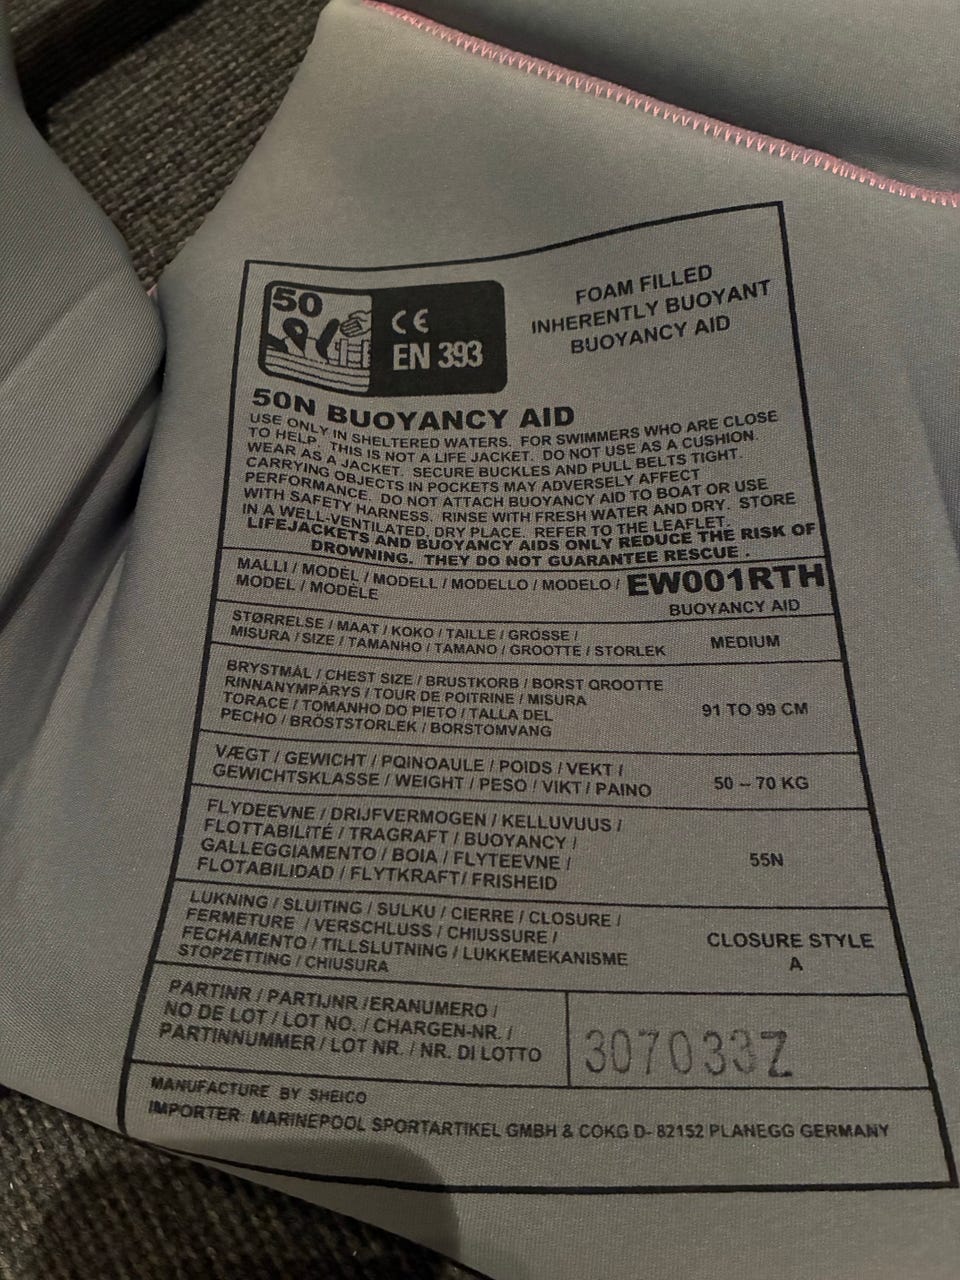 50
CE
EN 393
FOAM FILLED
INHERENTLY BUOYANT
BUOYANCY AID
50N BUOYANCY AID
USE ONLY IN SHELTERED WATERS. FOR SWIMMERS WHO ARE CLOSE
TO HELP. THIS IS NOT A LIFE JACKET. DO NOT USE AS A CUSHION.
WEAR AS A JACKET. SECURE BUCKLES AND PULL BELTS TIGHT.
CARRYING OBJECTS IN POCKETS MAY ADVERSELY AFFECT
PERFORMANCE. DO NOT ATTACH BUOYANCY AID TO BOAT OR USE
WITH SAFETY HARNESS. RINSE WITH FRESH WATER AND DRY. STORE
IN A WELL-VENTILATED, DRY PLACE. REFER TO THE LEAFLET.
LIFEJACKETS AND BUOYANCY AIDS ONLY REDUCE THE RISK OF
DROWNING. THEY DO NOT GUARANTEE RESCUE .
MALLI / MODEL / MODELL / MODELLO / MODELO /
MODEL / MODÈLE
EW001RTH
BUOYANCY AID
STØRRELSE / MAAT / KOKO / TAILLE / GRÖSSE /
MISURA / SIZE / TAMANHO / TAMANO / GROOTTE / STORLEK
MEDIUM
BRYSTMÅL / CHEST SIZE / BRUSTKORB / BORST QROOTTE
RINNANYMPÄRYS / TOUR DE POITRINE / MISURA
TORACE / TOMANHO DO PIETO / TALLA DEL
PECHO / BRÖSTSTORLEK / BORSTOMVANG
91 TO 99 CM
VÆGT / GEWICHT / PQINOAULE / POIDS / VEKT /
GEWICHTSKLASSE / WEIGHT / PESO / VIKT / PAINO
50 – 70 KG
FLYDEEVNE / DRIJFVERMOGEN / KELLUVUUS /
FLOTTABILITÉ / TRAGRAFT / BUOYANCY /
GALLEGGIAMENTO / BOIA / FLYTEEVNE /
FLOTABILIDAD / FLYTKRAFT/ FRISHEID
55N
LUKNING / SLUITING / SULKU / CIERRE / CLOSURE /
FERMETURE / VERSCHLUSS / CHIUSSURE /
FECHAMENTO / TILLSLUTNING / LUKKEMEKANISME
STOPZETTING / CHIUSURA
CLOSURE STYLE
A
PARTINR / PARTIJNR /ERANUMERO /
NO DE LOT / LOT NO. / CHARGEN-NR. /
PARTINNUMMER / LOT NR. / NR. DI LOTTO
307033Z
MANUFACTURE BY SHEICO
IMPORTER: MARINEPOOL SPORTARTIKEL GMBH & COKG D- 82152 PLANEGG GERMANY